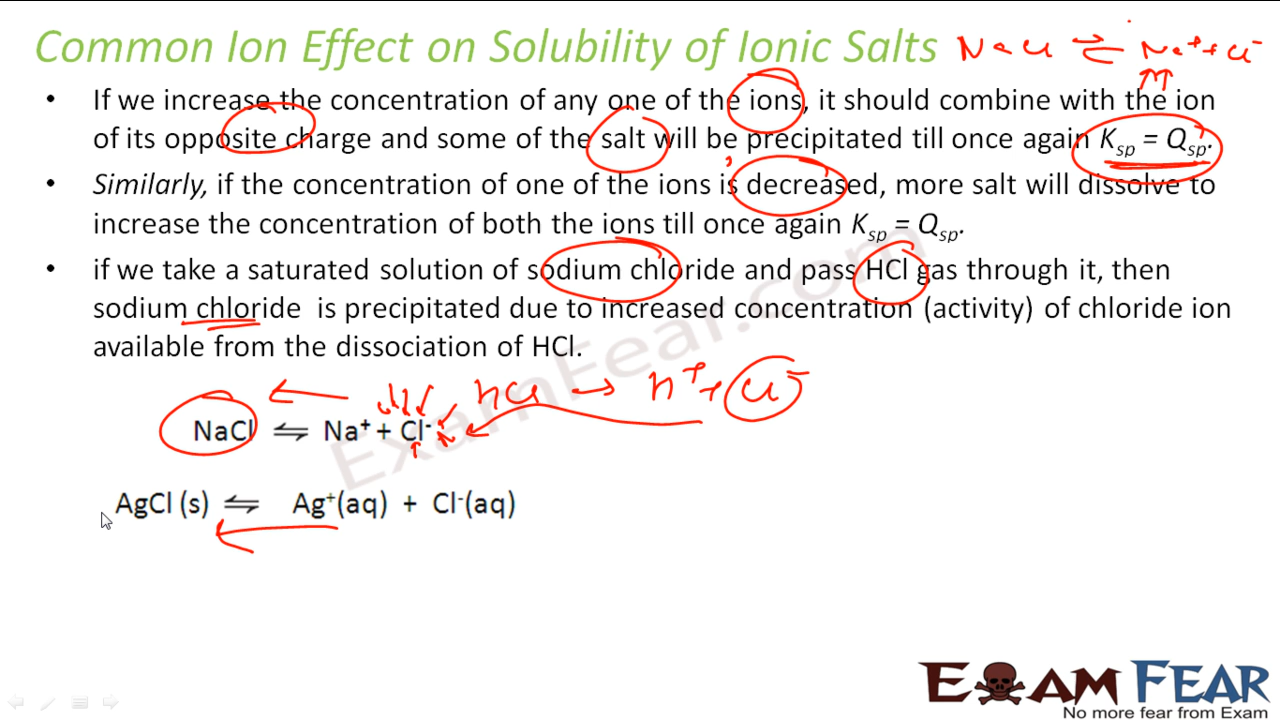 Common Ion Effect on Solubility of Ionic Salts NaCl ⇌ Na⁺ + Cl⁻
• If we increase the concentration of any one of the ions, it should combine with the ion
of its opposite charge and some of the salt will be precipitated till once again Ksp = Qsp.
• Similarly, if the concentration of one of the ions is decreased, more salt will dissolve to
increase the concentration of both the ions till once again Ksp = Qsp.
• if we take a saturated solution of sodium chloride and pass HCl gas through it, then
sodium chloride is precipitated due to increased concentration (activity) of chloride ion
available from the dissociation of HCl.
HCl → H⁺ + Cl⁻
NaCl ⇌ Na⁺ + Cl⁻
AgCl (s) ⇌ Ag⁺(aq) + Cl⁻(aq)
ExamFear.com
EXAM FEAR
No more fear from Exam